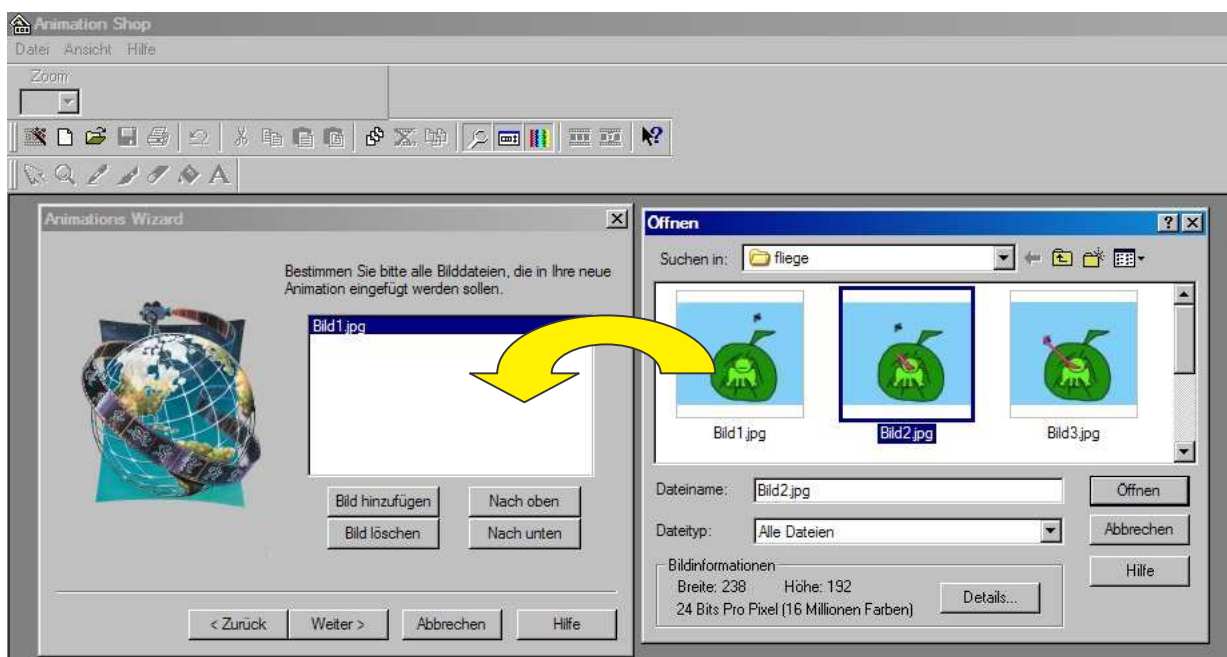 Animation Shop
Datei Ansicht Hilfe
Zoom
Animations Wizard
Bestimmen Sie bitte alle Bilddateien, die in Ihre neue
Animation eingefügt werden sollen.
Bild1.jpg
Bild hinzufügen
Nach oben
Bild löschen
Nach unten
< Zurück
Weiter >
Abbrechen
Hilfe
Öffnen
Suchen in:
fliege
Bild1.jpg
Bild2.jpg
Bild3.jpg
Dateiname:
Bild2.jpg
Öffnen
Dateityp:
Alle Dateien
Abbrechen
Bildinformationen
Breite: 238 Höhe: 192
24 Bits Pro Pixel (16 Millionen Farben)
Details...
Hilfe